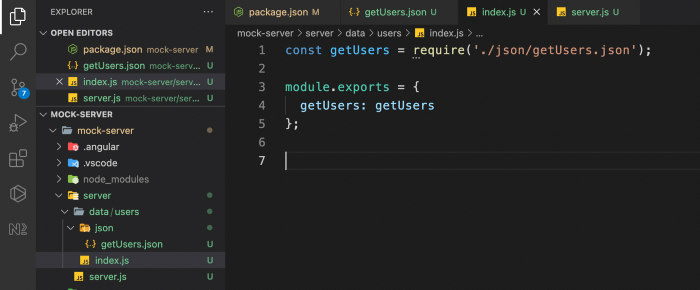 EXPLORER
OPEN EDITORS
package.json mock-server M
getUsers.json mock-serv... U
index.js mock-server/serv... U
server.js mock-server/ser... U
MOCK-SERVER
mock-server
.angular
.vscode
node_modules
server
data / users
json
getUsers.json U
index.js U
server.js U
7
package.json M
getUsers.json U
index.js U
server.js U
mock-server > server > data > users > index.js > ...
1 const getUsers = require('./json/getUsers.json');
2
3 module.exports = {
4 getUsers: getUsers
5 };
6
7